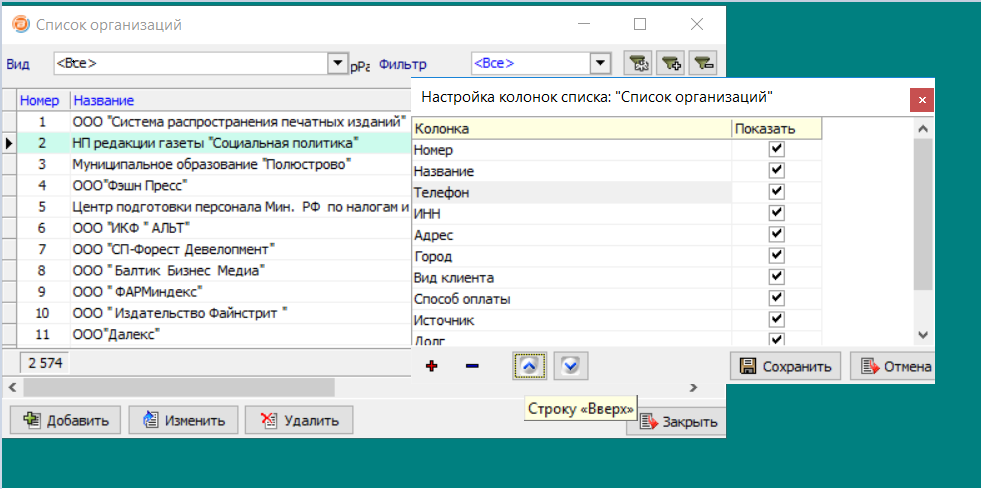 Список организаций
Вид <Все> Фильтр <Все>
Настройка колонок списка: "Список организаций"
Номер Название
1 ООО "Система распространения печатных изданий"
2 НП редакции газеты "Социальная политика"
3 Муниципальное образование "Полюстрово"
4 ООО"Фэшн Пресс"
5 Центр подготовки персонала Мин. РФ по налогам и
6 ООО "ИКФ " АЛЬТ"
7 ООО "СП-Форест Девелопмент"
8 ООО " Балтик Бизнес Медиа"
9 ООО " ФАРМиндекс"
10 ООО " Издательство Файнстрит "
11 ООО"Далекс"
2 574
Колонка Показать
Номер
Название
Телефон
ИНН
Адрес
Город
Вид клиента
Способ оплаты
Источник
Долг
Сохранить Отмена
Строку «Вверх»
Добавить Изменить Удалить Закрыть